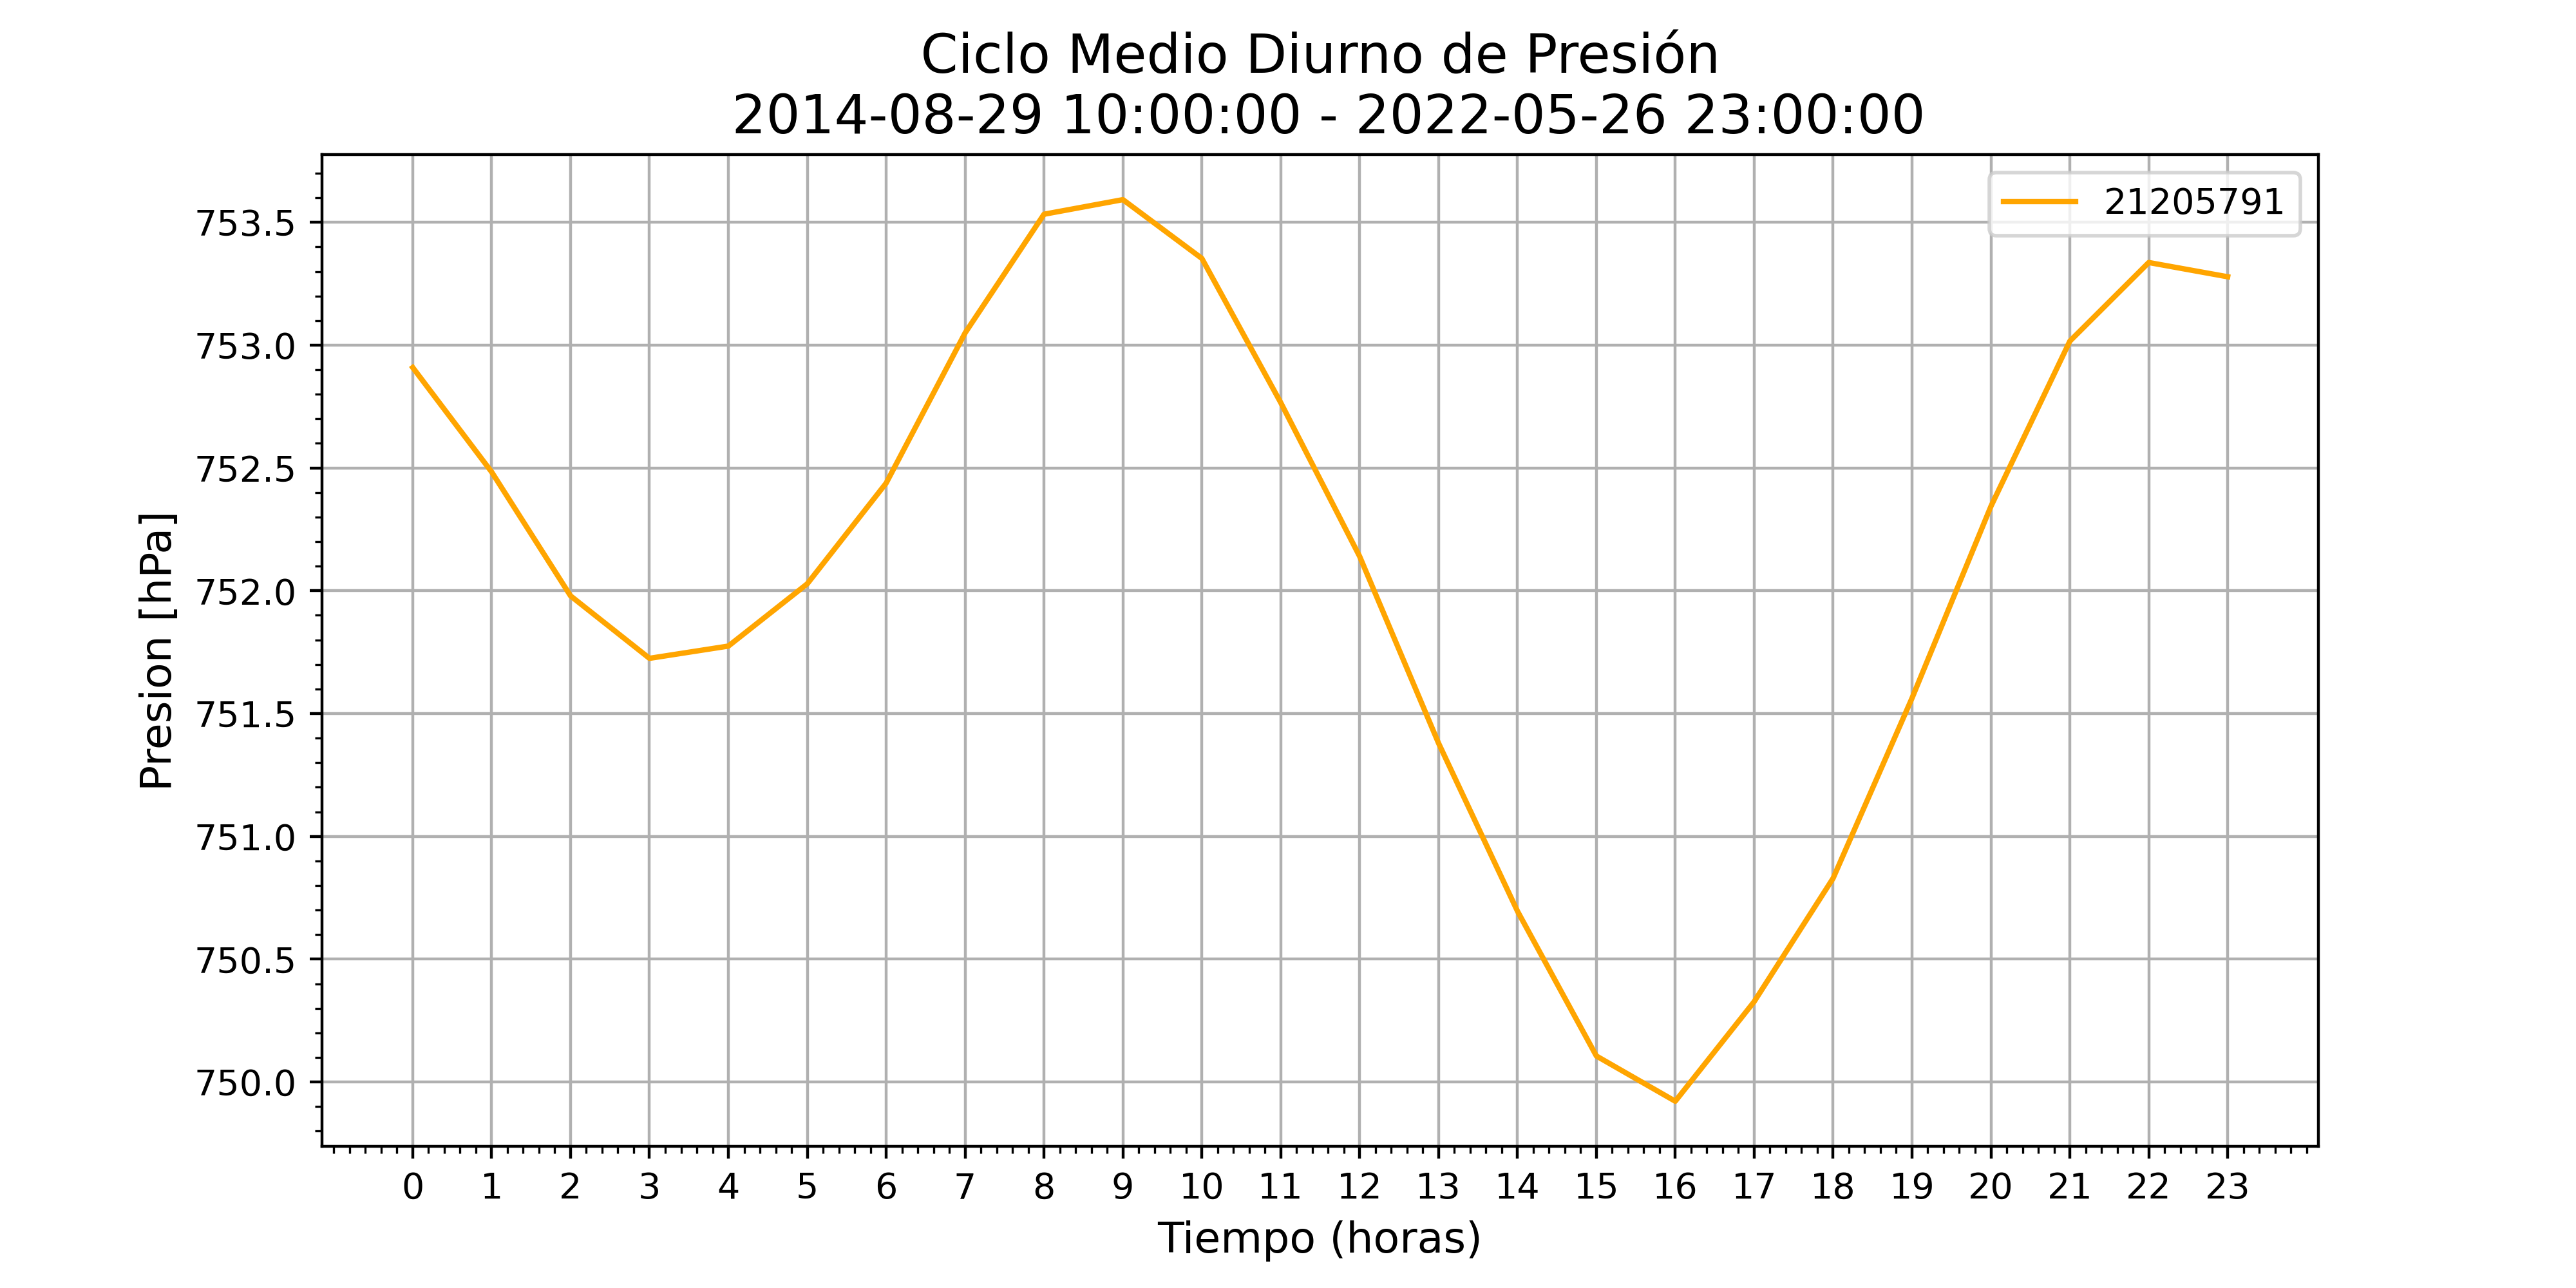 Ciclo Medio Diurno de Presión
2014-08-29 10:00:00 - 2022-05-26 23:00:00
21205791
753.5
753.0
752.5
752.0
751.5
751.0
750.5
750.0
Presion [hPa]
0 1 2 3 4 5 6 7 8 9 10 11 12 13 14 15 16 17 18 19 20 21 22 23
Tiempo (horas)